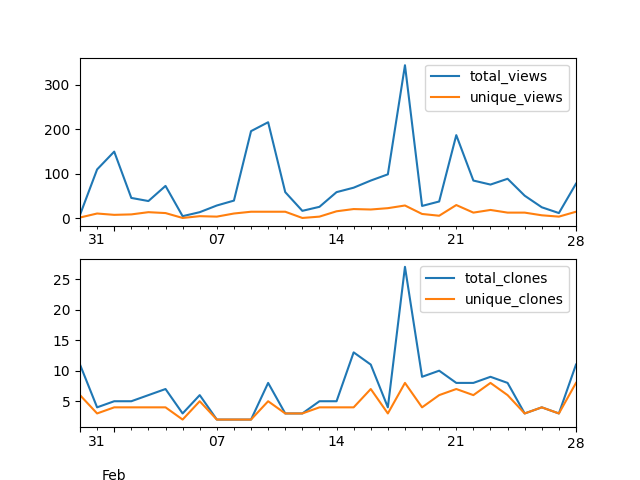 300
200
100
0
total_views
unique_views
31 07 14 21 28
25
20
15
10
5
total_clones
unique_clones
31 07 14 21 28
Feb